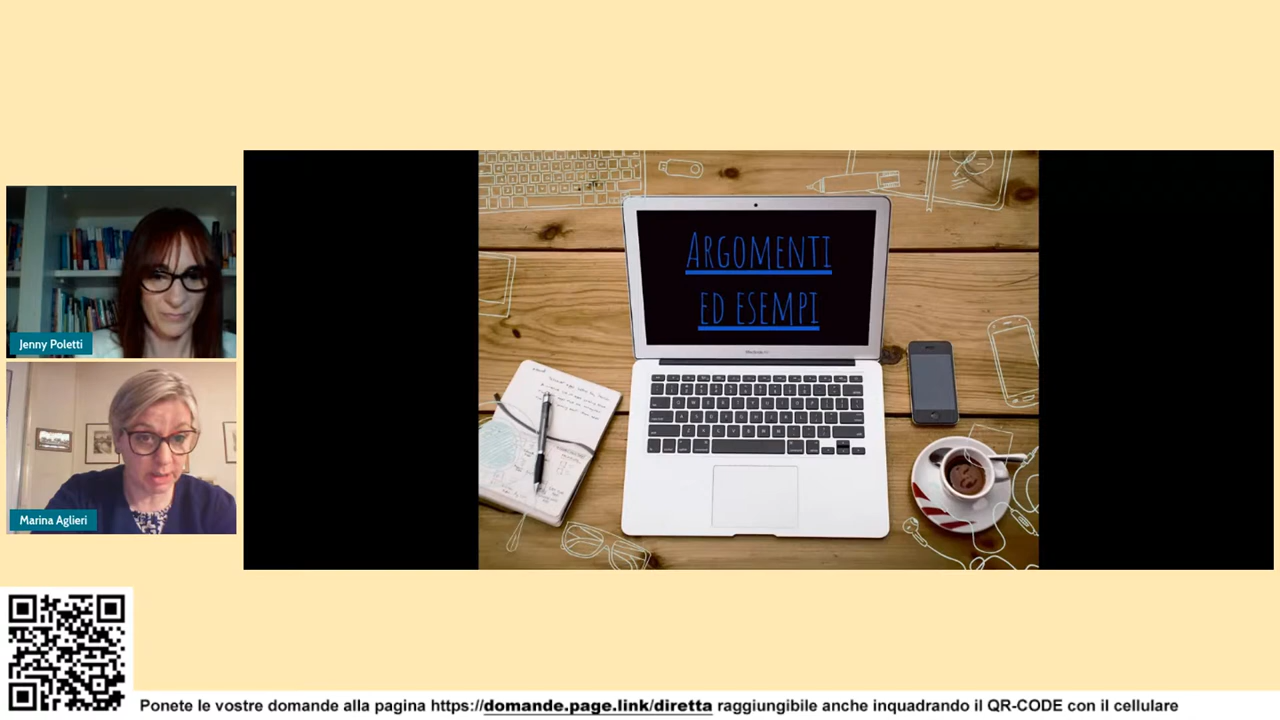 Jenny Poletti
Marina Aglieri
ARGOMENTI
ED ESEMPI
Ponete le vostre domande alla pagina https://domande.page.link/diretta raggiungibile anche inquadrando il QR-CODE con il cellulare